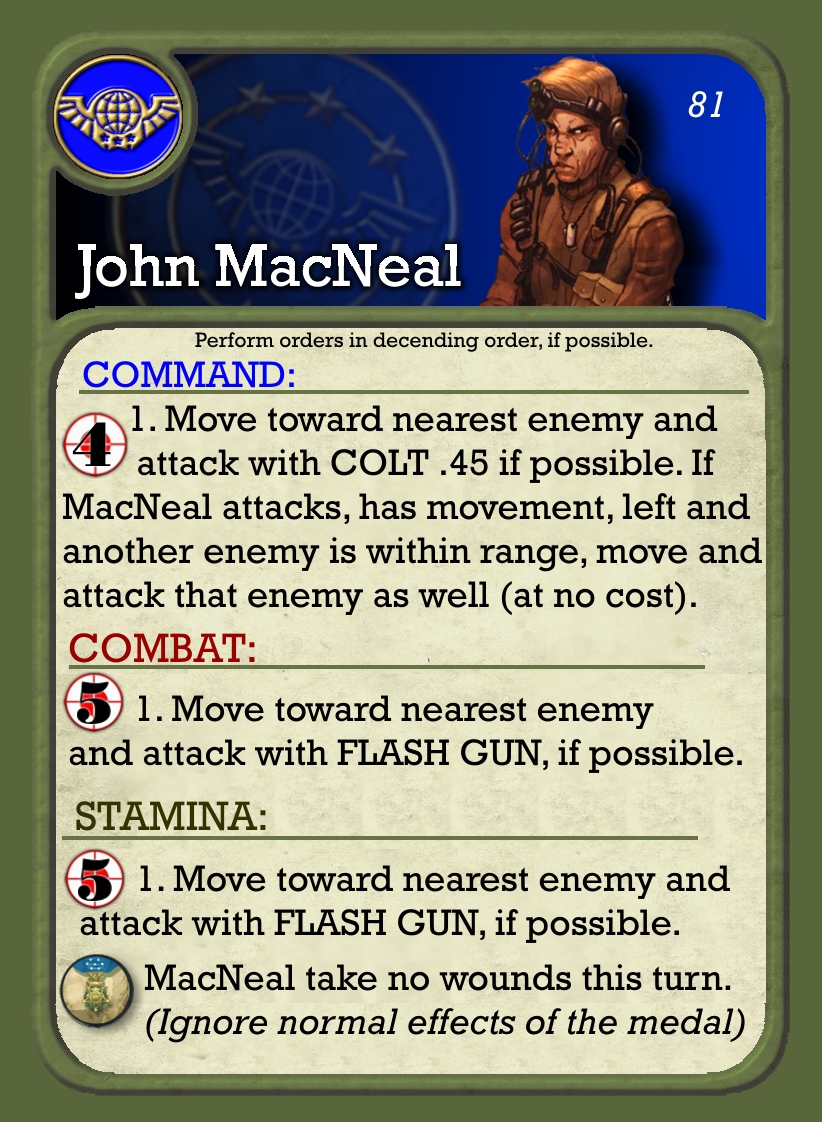 81
John MacNeal
Perform orders in decending order, if possible.
COMMAND:
4 1. Move toward nearest enemy and
attack with COLT .45 if possible. If
MacNeal attacks, has movement, left and
another enemy is within range, move and
attack that enemy as well (at no cost).
COMBAT:
5 1. Move toward nearest enemy
and attack with FLASH GUN, if possible.
STAMINA:
5 1. Move toward nearest enemy and
attack with FLASH GUN, if possible.
MacNeal take no wounds this turn.
(Ignore normal effects of the medal)